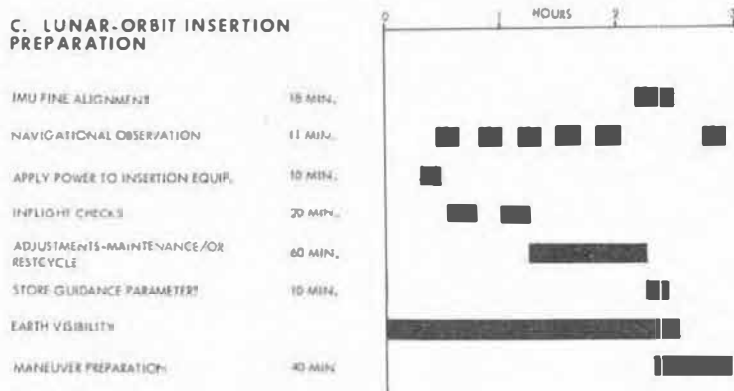 C. LUNAR-ORBIT INSERTION
PREPARATION
HOURS
0 1 2 3
IMU FINE ALIGNMENT 18 MIN.
NAVIGATIONAL OBSERVATION 11 MIN.
APPLY POWER TO INSERTION EQUIP. 10 MIN.
INFLIGHT CHECKS 20 MIN.
ADJUSTMENTS-MAINTENANCE/OR 60 MIN.
RESTCYCLE
STORE GUIDANCE PARAMETERS 10 MIN.
EARTH VISIBILITY
MANEUVER PREPARATION 40 MIN